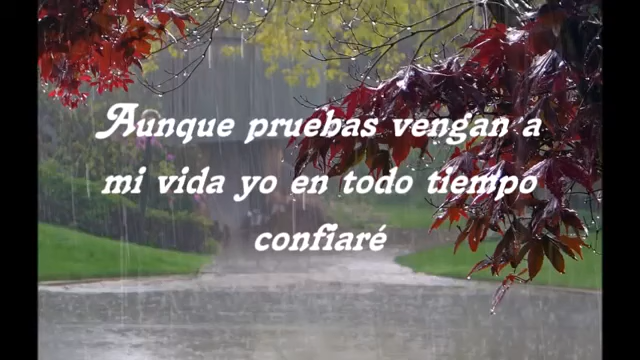 Aunque pruebas vengan a
mi vida yo en todo tiempo
confiaré